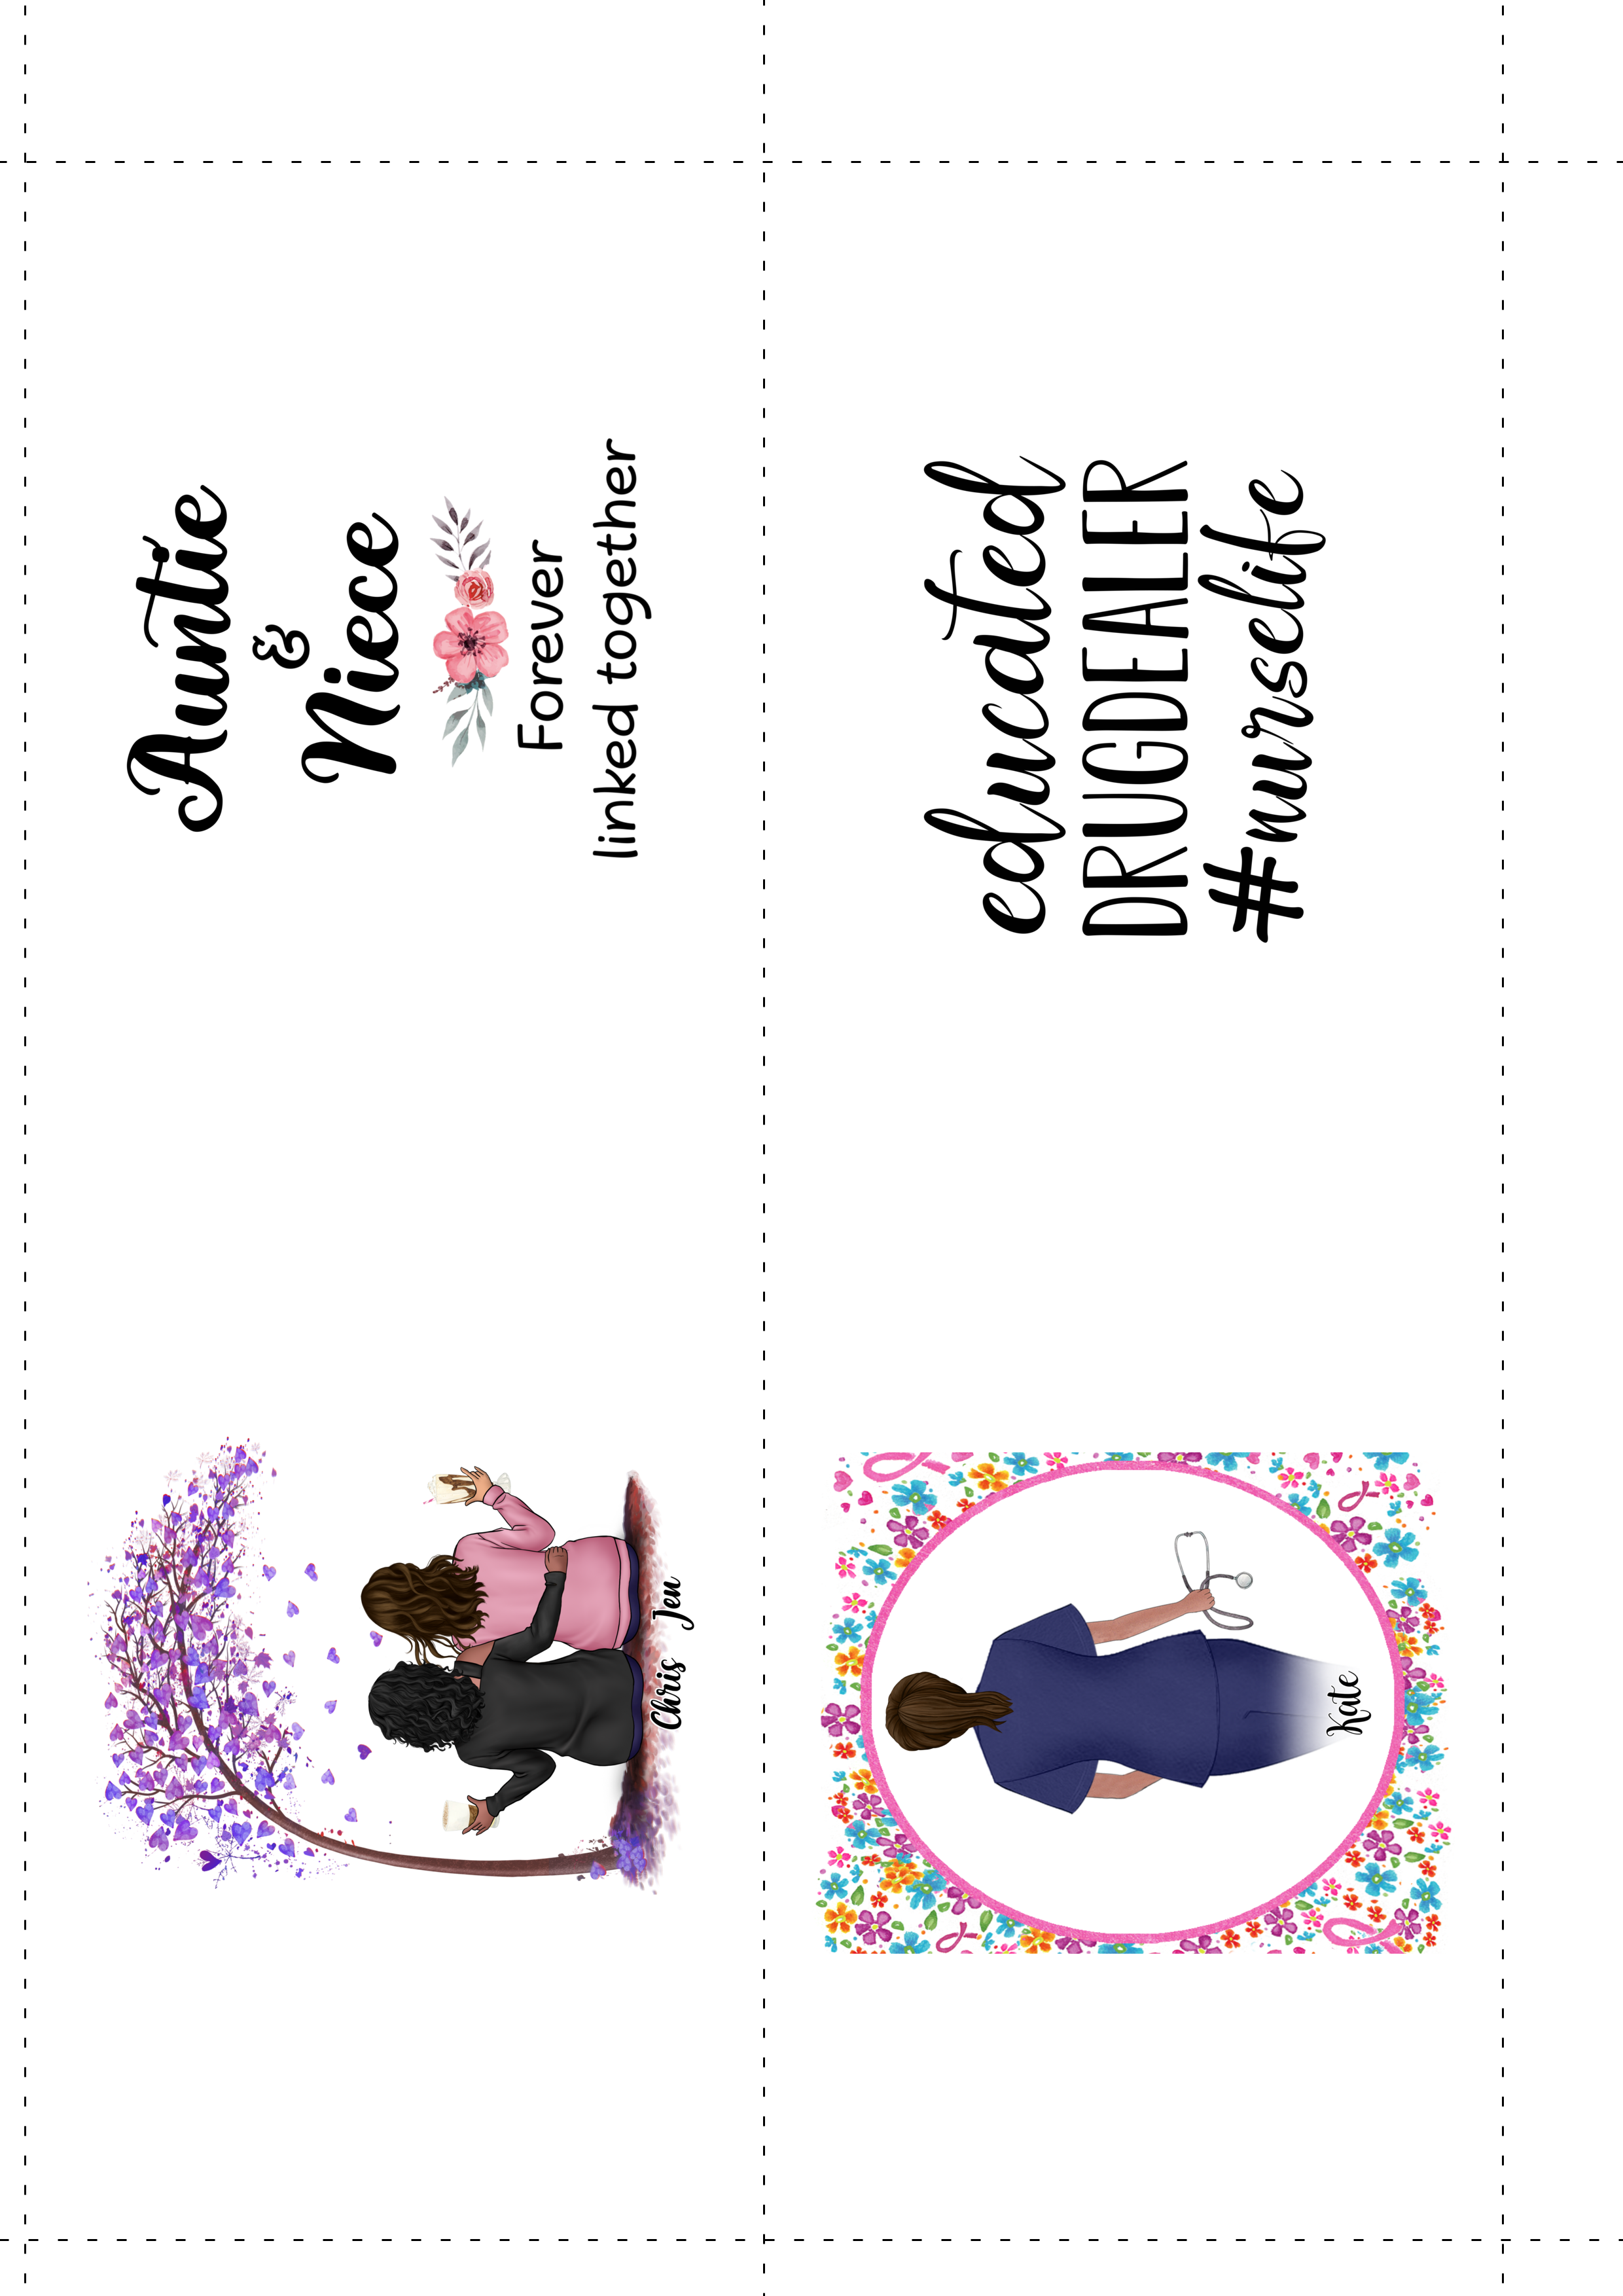 Auntie
&
Niece
Forever
linked together
Chris Jen
educated
DRUGDEALER
#nurselife
Kate